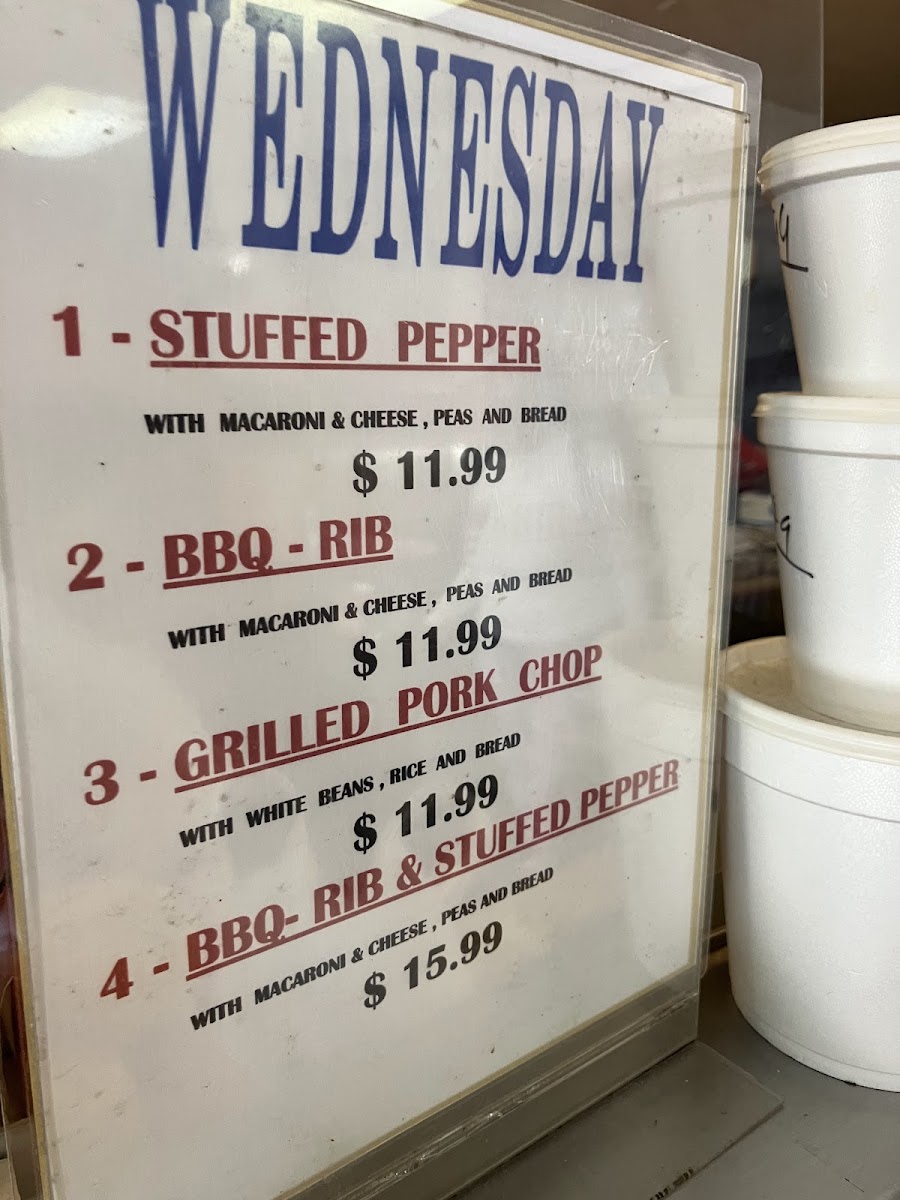 WEDNESDAY
1 - STUFFED PEPPER
WITH MACARONI & CHEESE , PEAS AND BREAD
$ 11.99
2 - BBQ - RIB
WITH MACARONI & CHEESE , PEAS AND BREAD
$ 11.99
3 - GRILLED PORK CHOP
WITH WHITE BEANS , RICE AND BREAD
$ 11.99
4 - BBQ- RIB & STUFFED PEPPER
WITH MACARONI & CHEESE , PEAS AND BREAD
$ 15.99